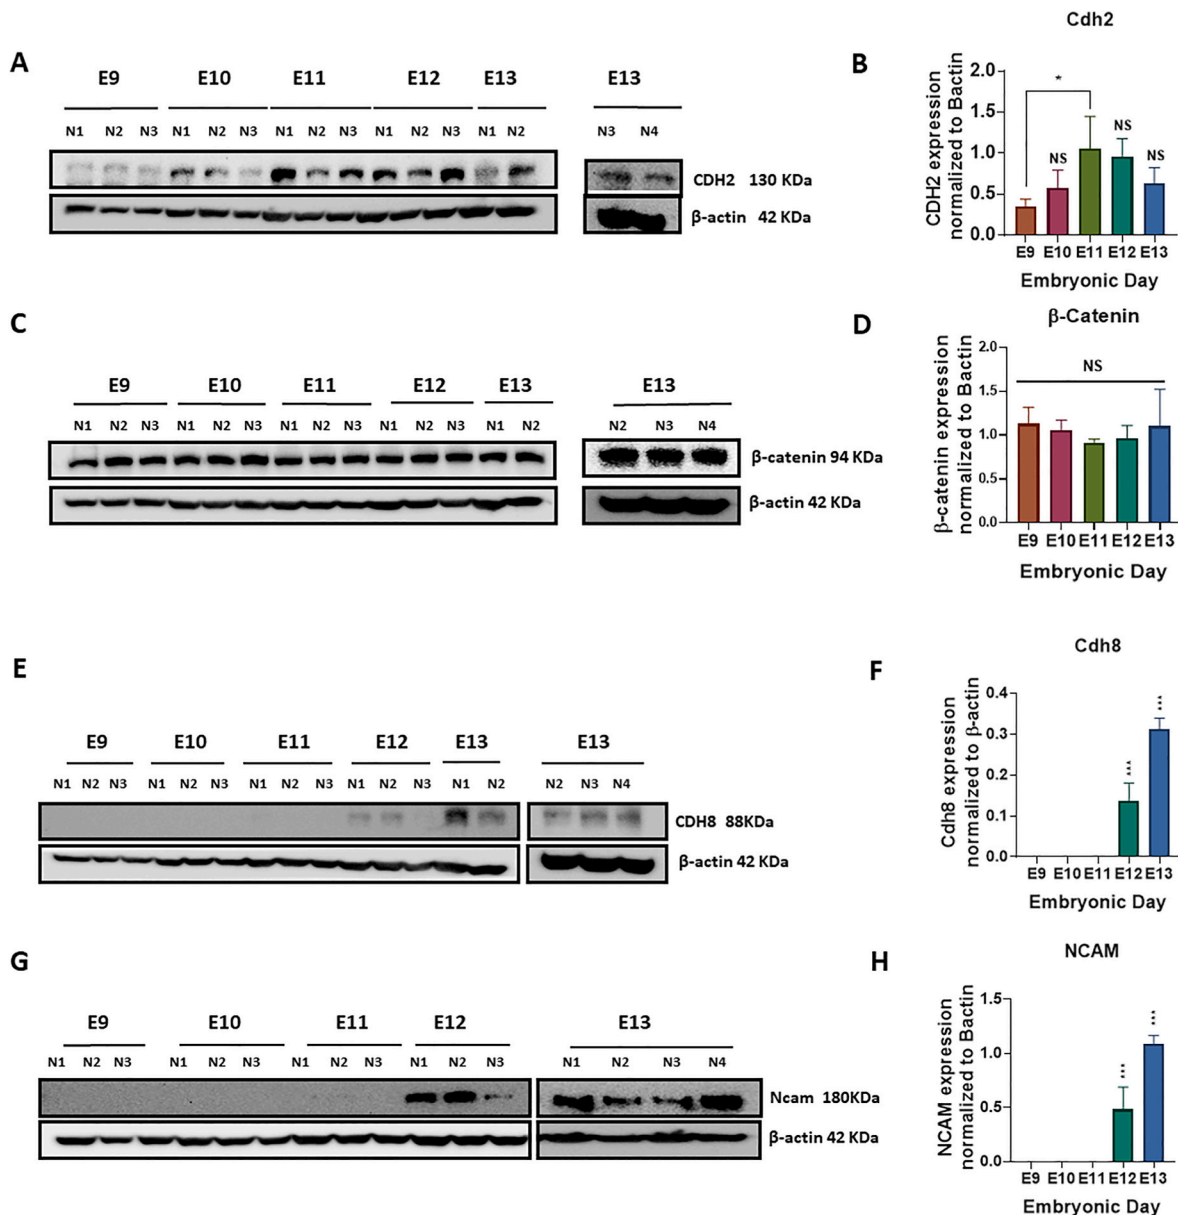 Cdh2
A
E9 E10 E11 E12 E13 E13
N1 N2 N3 N1 N2 N3 N1 N2 N3 N1 N2 N3 N1 N2 N3 N4
CDH2 130 KDa
β-actin 42 KDa
B
CDH2 expression
normalized to Bactin
2.0
1.5
1.0
0.5
0.0
* NS NS NS
E9 E10 E11 E12 E13
Embryonic Day
C
E9 E10 E11 E12 E13 E13
N1 N2 N3 N1 N2 N3 N1 N2 N3 N1 N2 N3 N1 N2 N2 N3 N4
β-catenin 94 KDa
β-actin 42 KDa
D
β-Catenin
β-catenin expression
normalized to Bactin
2.0
1.5
1.0
0.5
0.0
NS
E9 E10 E11 E12 E13
Embryonic Day
E
E9 E10 E11 E12 E13 E13
N1 N2 N3 N1 N2 N3 N1 N2 N3 N1 N2 N3 N1 N2 N2 N3 N4
CDH8 88KDa
β-actin 42 KDa
F
Cdh8
Cdh8 expression
normalized to β-actin
0.4
0.3
0.2
0.1
0.0
*** ***
E9 E10 E11 E12 E13
Embryonic Day
G
E9 E10 E11 E12 E13
N1 N2 N3 N1 N2 N3 N1 N2 N3 N1 N2 N3 N1 N2 N3 N4
Ncam 180KDa
β-actin 42 KDa
H
NCAM
NCAM expression
normalized to Bactin
1.5
1.0
0.5
0.0
*** ***
E9 E10 E11 E12 E13
Embryonic Day